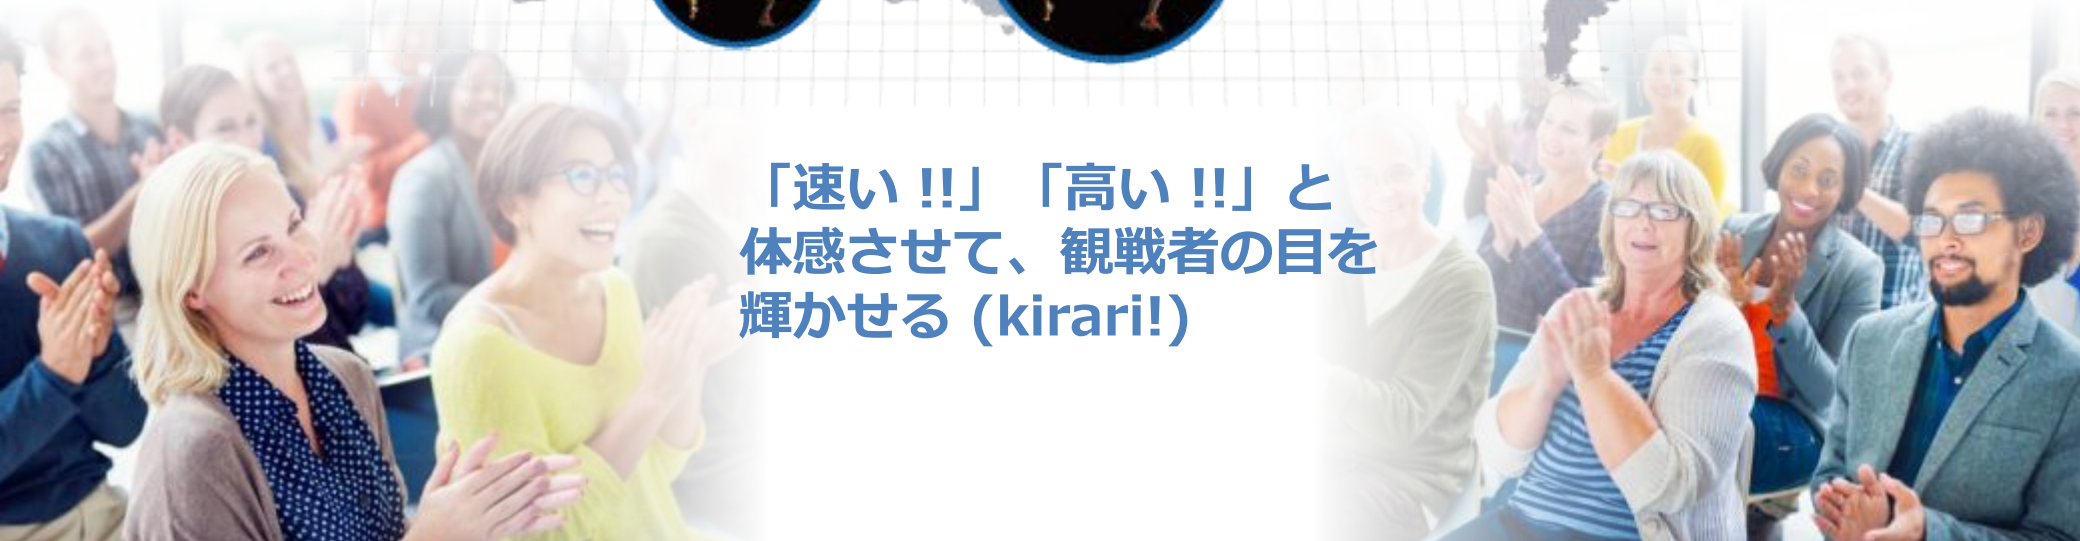 「速い !!」「高い !!」と
体感させて、観戦者の目を
輝かせる (kirari!)